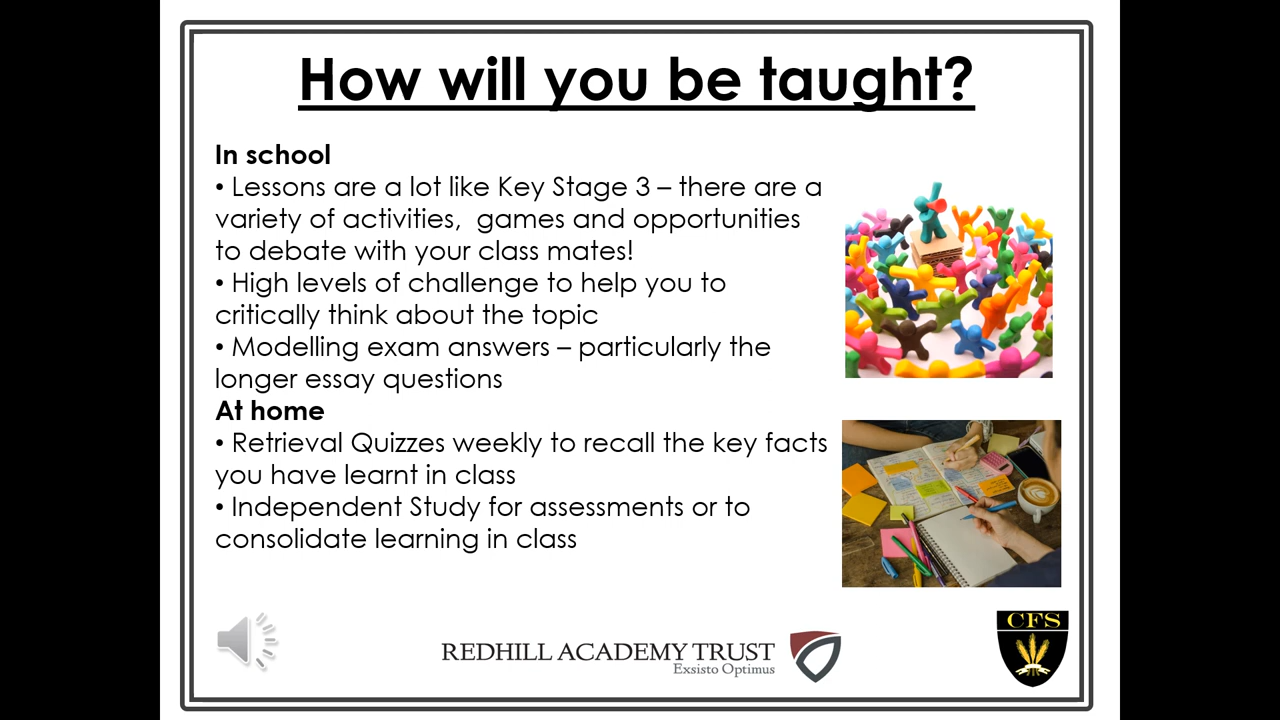 How will you be taught?
In school
• Lessons are a lot like Key Stage 3 – there are a
variety of activities,  games and opportunities
to debate with your class mates!
• High levels of challenge to help you to
critically think about the topic
• Modelling exam answers – particularly the
longer essay questions
At home
• Retrieval Quizzes weekly to recall the key facts
you have learnt in class
• Independent Study for assessments or to
consolidate learning in class
REDHILL ACADEMY TRUST
Exsisto Optimus
CFS